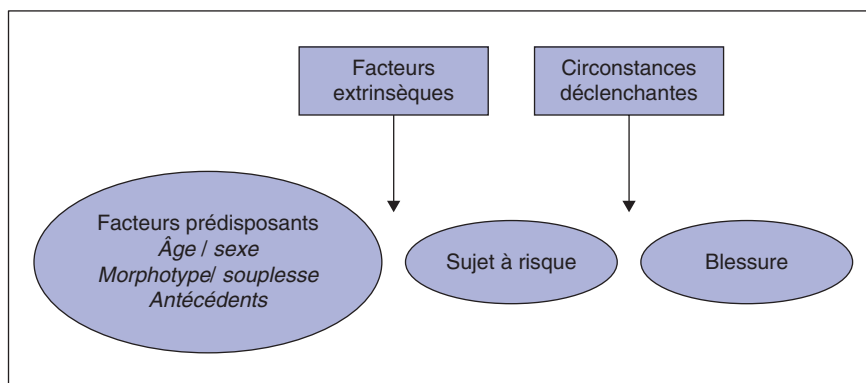 Facteurs
extrinsèques
Circonstances
déclenchantes
Facteurs prédisposants
Âge / sexe
Morphotype/ souplesse
Antécédents
Sujet à risque
Blessure